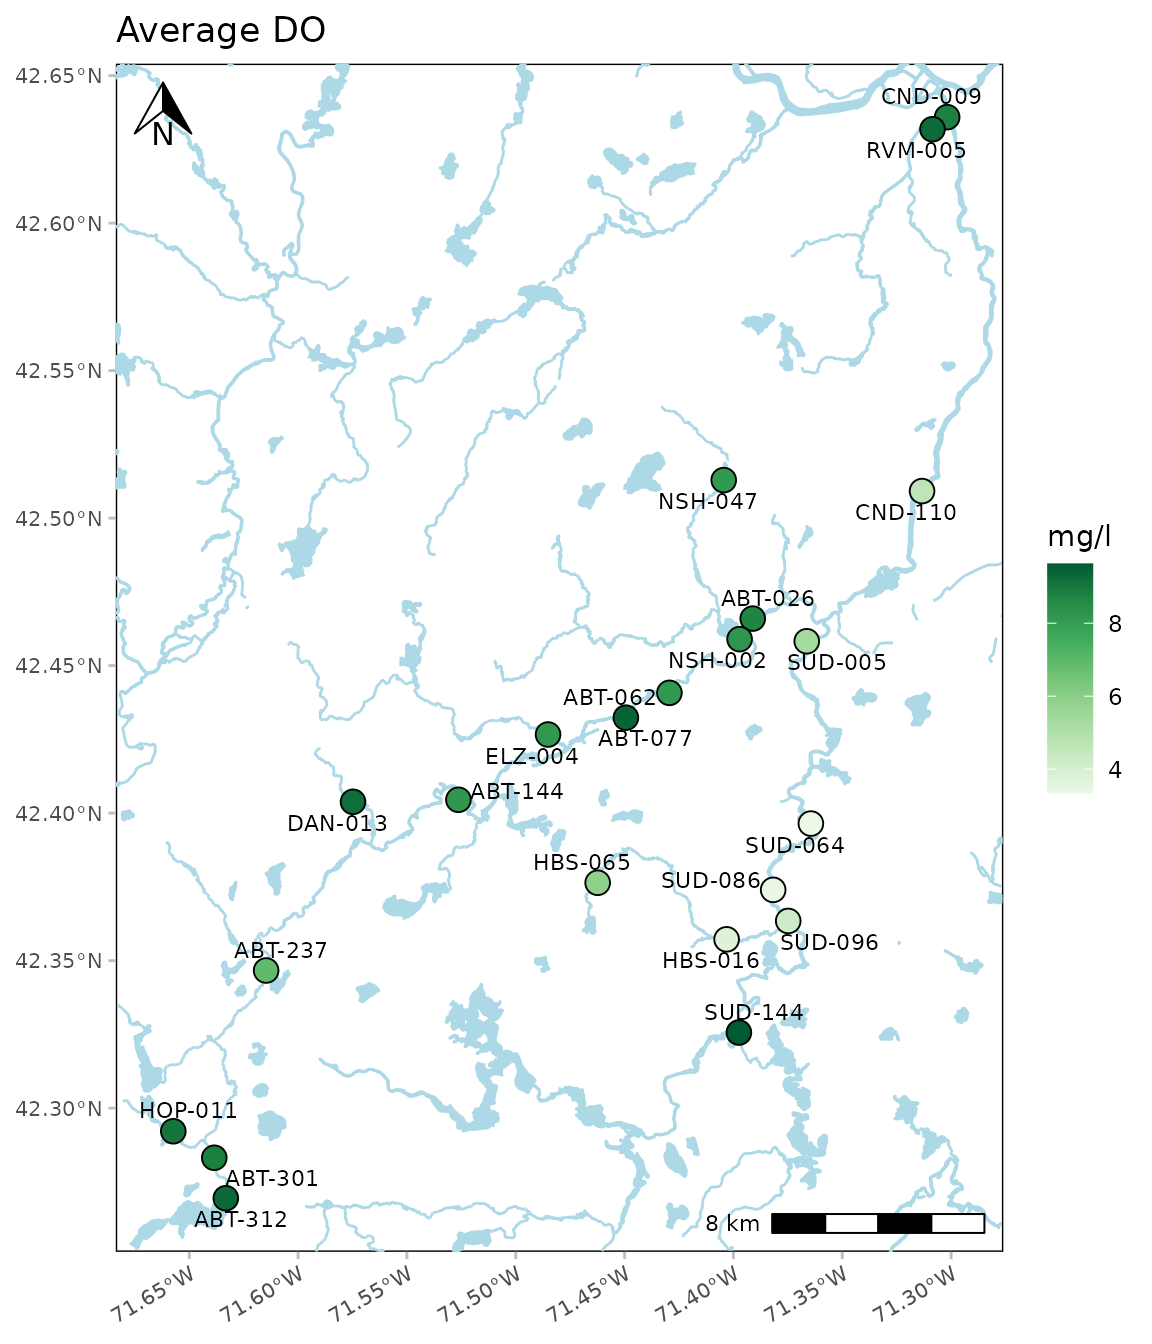 Average DO
42.65°N
42.60°N
42.55°N
42.50°N
42.45°N
42.40°N
42.35°N
42.30°N
N
CND-009
RVM-005
NSH-047
CND-110
ABT-026
NSH-002
SUD-005
ABT-062
ABT-077
ELZ-004
ABT-144
DAN-013
SUD-064
HBS-065
SUD-086
SUD-096
HBS-016
ABT-237
SUD-144
HOP-011
ABT-301
ABT-312
8 km
71.65°W
71.60°W
71.55°W
71.50°W
71.45°W
71.40°W
71.35°W
71.30°W
mg/l
8
6
4